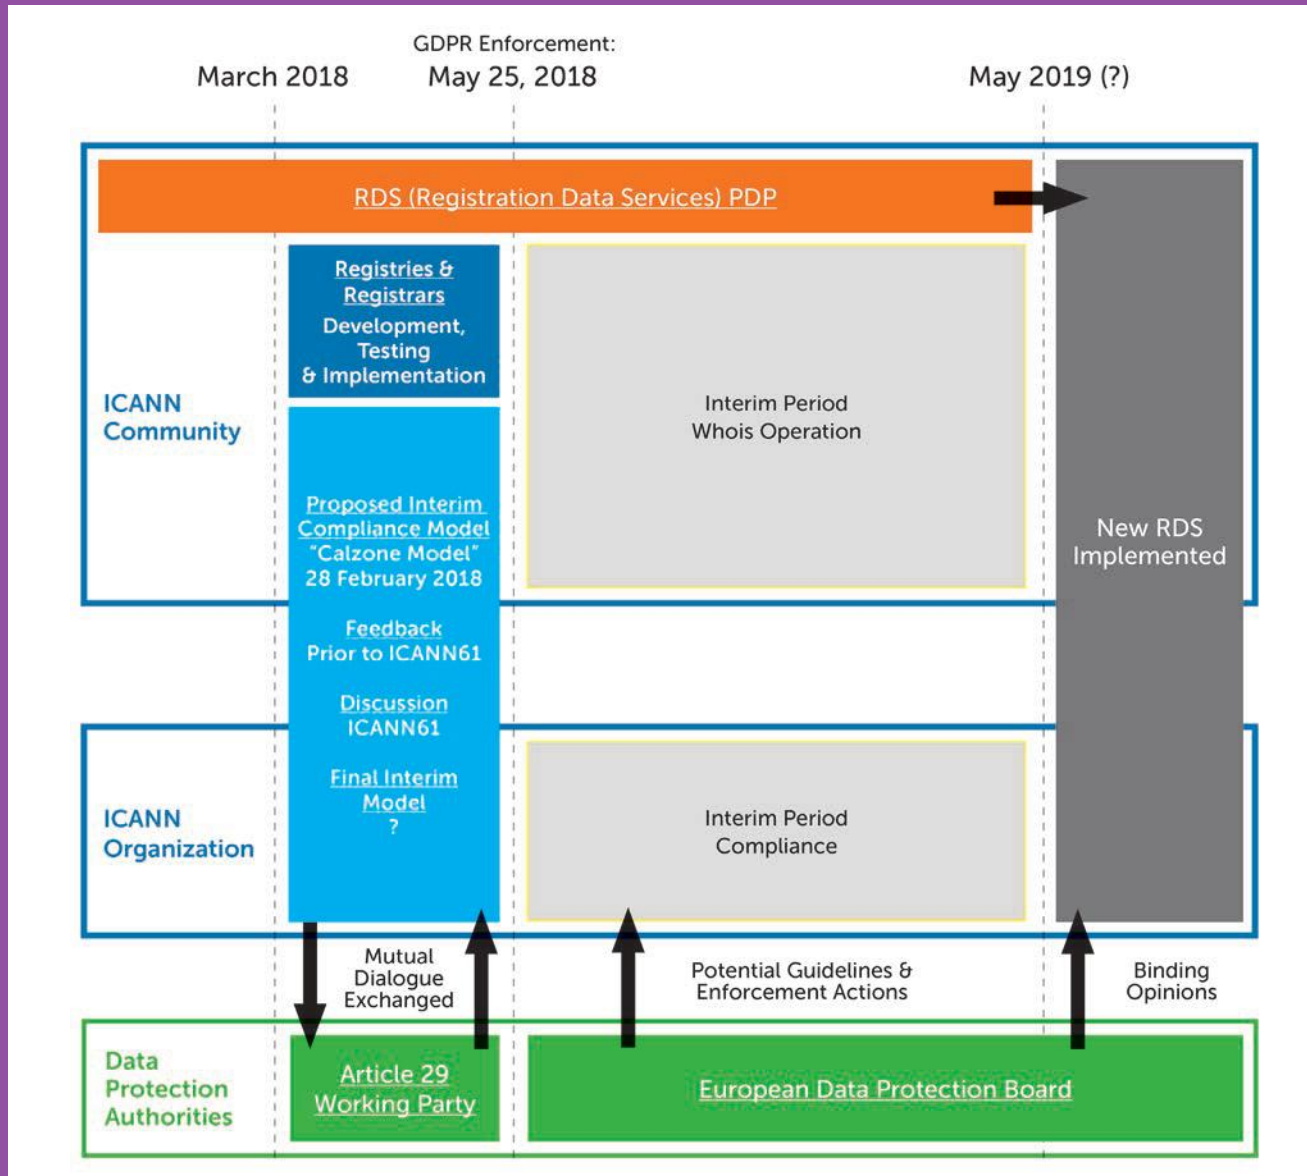 GDPR Enforcement:
March 2018
May 25, 2018
May 2019 (?)
RDS (Registration Data Services) PDP
ICANN
Community
Registries &
Registrars
Development,
Testing
& Implementation
Proposed Interim
Compliance Model
"Calzone Model"
28 February 2018
Feedback
Prior to ICANN61
Discussion
ICANN61
Final Interim
Model
?
Interim Period
Whois Operation
New RDS
Implemented
ICANN
Organization
Interim Period
Compliance
Mutual
Dialogue
Exchanged
Potential Guidelines &
Enforcement Actions
Binding
Opinions
Data
Protection
Authorities
Article 29
Working Party
European Data Protection Board